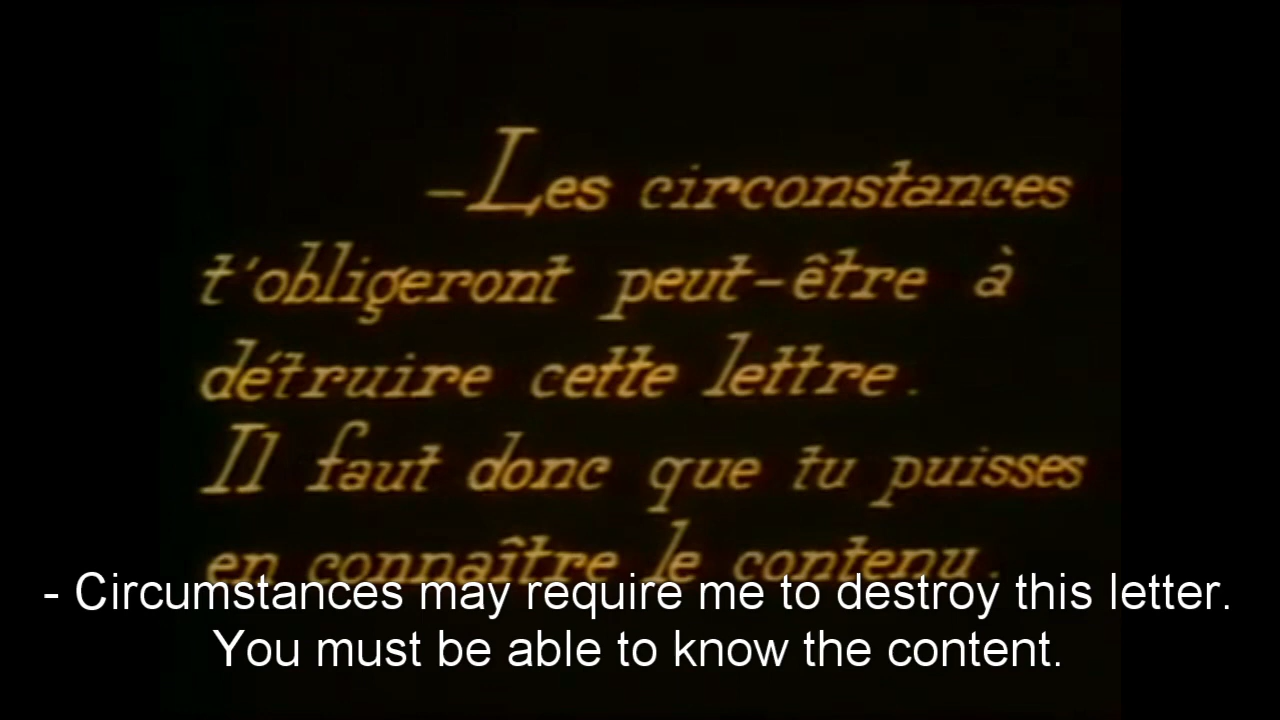 –Les circonstances
t'obligeront peut-être à
détruire cette lettre.
Il faut donc que tu puisses
en connaître le contenu.
- Circumstances may require me to destroy this letter.
You must be able to know the content.